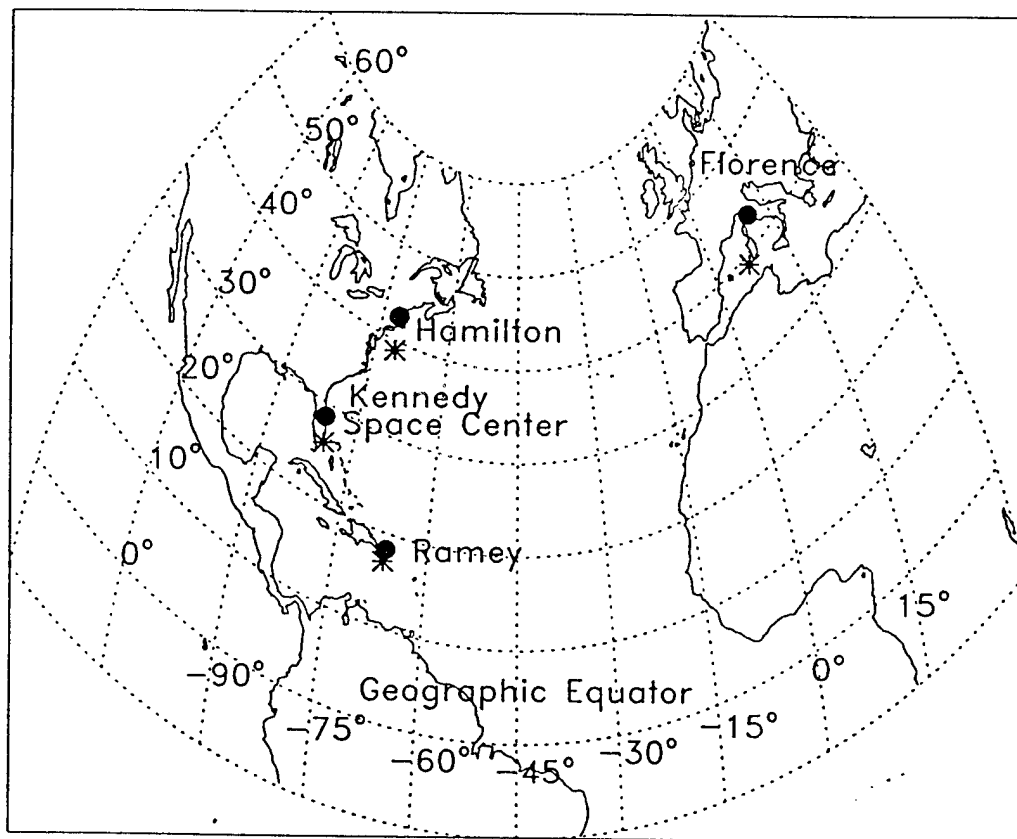 60°
50°
Florence
40°
30°
Hamilton
20°
Kennedy
Space Center
10°
Ramey
0°
15°
-90°
0°
Geographic Equator
-75°
-15°
-30°
-60°
-45°